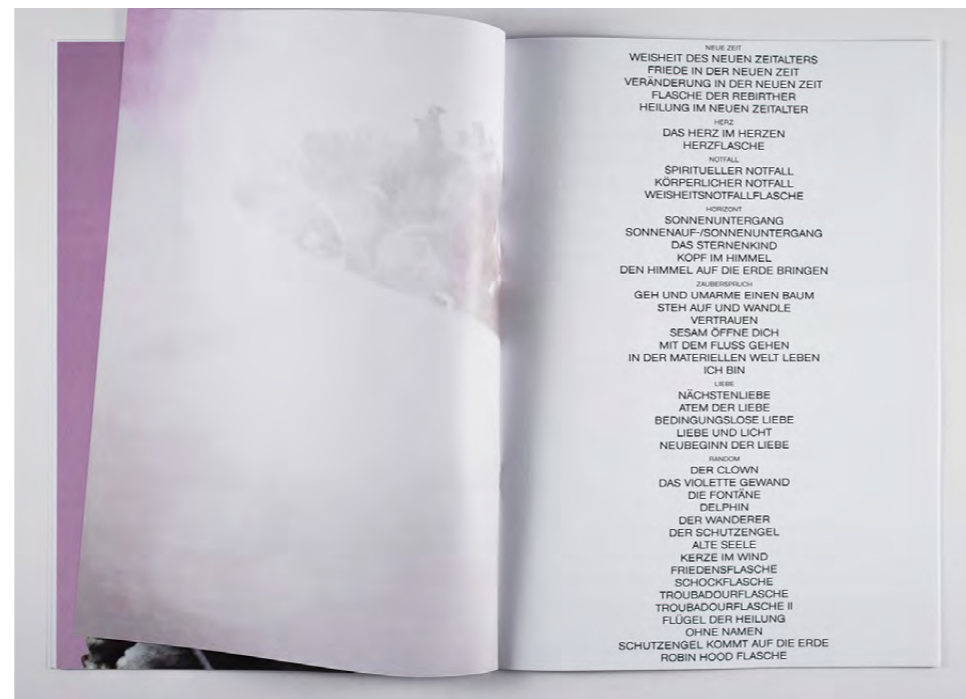 NEUE ZEIT
WEISHEIT DES NEUEN ZEITALTERS
FRIEDE IN DER NEUEN ZEIT
VERÄNDERUNG IN DER NEUEN ZEIT
FLASCHE DER REBIRTHER
HEILUNG IM NEUEN ZEITALTER
HERZ
DAS HERZ IM HERZEN
HERZFLASCHE
NOTFALL
SPIRITUELLER NOTFALL
KÖRPERLICHER NOTFALL
WEISHEITSNOTFALLFLASCHE
HORIZONT
SONNENUNTERGANG
SONNENAUF-/SONNENUNTERGANG
DAS STERNENKIND
KOPF IM HIMMEL
DEN HIMMEL AUF DIE ERDE BRINGEN
ZAUBERSPRUCH
GEH UND UMARME EINEN BAUM
STEH AUF UND WANDLE
VERTRAUEN
SESAM ÖFFNE DICH
MIT DEM FLUSS GEHEN
IN DER MATERIELLEN WELT LEBEN
ICH BIN
LIEBE
NÄCHSTENLIEBE
ATEM DER LIEBE
BEDINGUNGSLOSE LIEBE
LIEBE UND LICHT
NEUBEGINN DER LIEBE
RANDOM
DER CLOWN
DAS VIOLETTE GEWAND
DIE FONTÄNE
DELPHIN
DER WANDERER
DER SCHUTZENGEL
ALTE SEELE
KERZE IM WIND
FRIEDENSFLASCHE
SCHOCKFLASCHE
TROUBADOURFLASCHE
TROUBADOURFLASCHE II
FLÜGEL DER HEILUNG
OHNE NAMEN
SCHUTZENGEL KOMMT AUF DIE ERDE
ROBIN HOOD FLASCHE